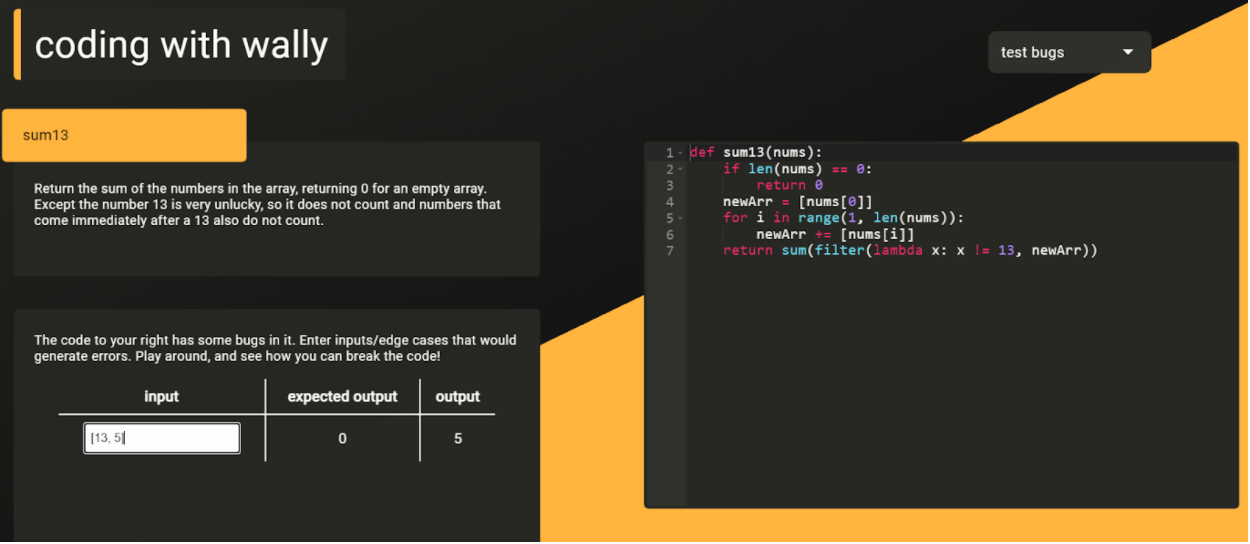 coding with wally
test bugs
sum13
Return the sum of the numbers in the array, returning 0 for an empty array.
Except the number 13 is very unlucky, so it does not count and numbers that
come immediately after a 13 also do not count.
1 def sum13(nums):
2     if len(nums) == 0:
3         return 0
4     newArr = [nums[0]]
5     for i in range(1, len(nums)):
6         newArr += [nums[i]]
7     return sum(filter(lambda x: x != 13, newArr))
The code to your right has some bugs in it. Enter inputs/edge cases that would
generate errors. Play around, and see how you can break the code!
input expected output output
[13, 5] 0 5